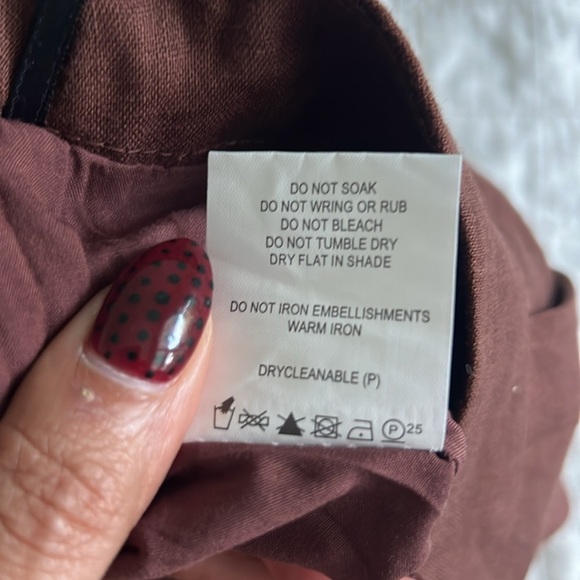 DO NOT SOAK
DO NOT WRING OR RUB
DO NOT BLEACH
DO NOT TUMBLE DRY
DRY FLAT IN SHADE
DO NOT IRON EMBELLISHMENTS
WARM IRON
DRYCLEANABLE (P)
P 25